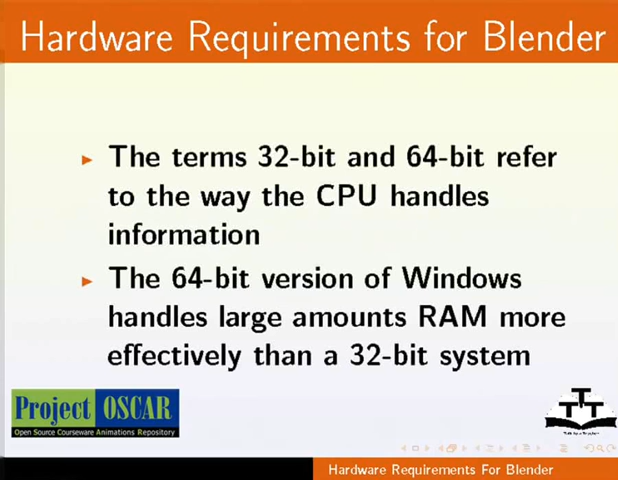 Hardware Requirements for Blender
▸ The terms 32-bit and 64-bit refer
to the way the CPU handles
information
▸ The 64-bit version of Windows
handles large amounts RAM more
effectively than a 32-bit system
Project OSCAR
Open Source Courseware Animations Repository
Hardware Requirements For Blender